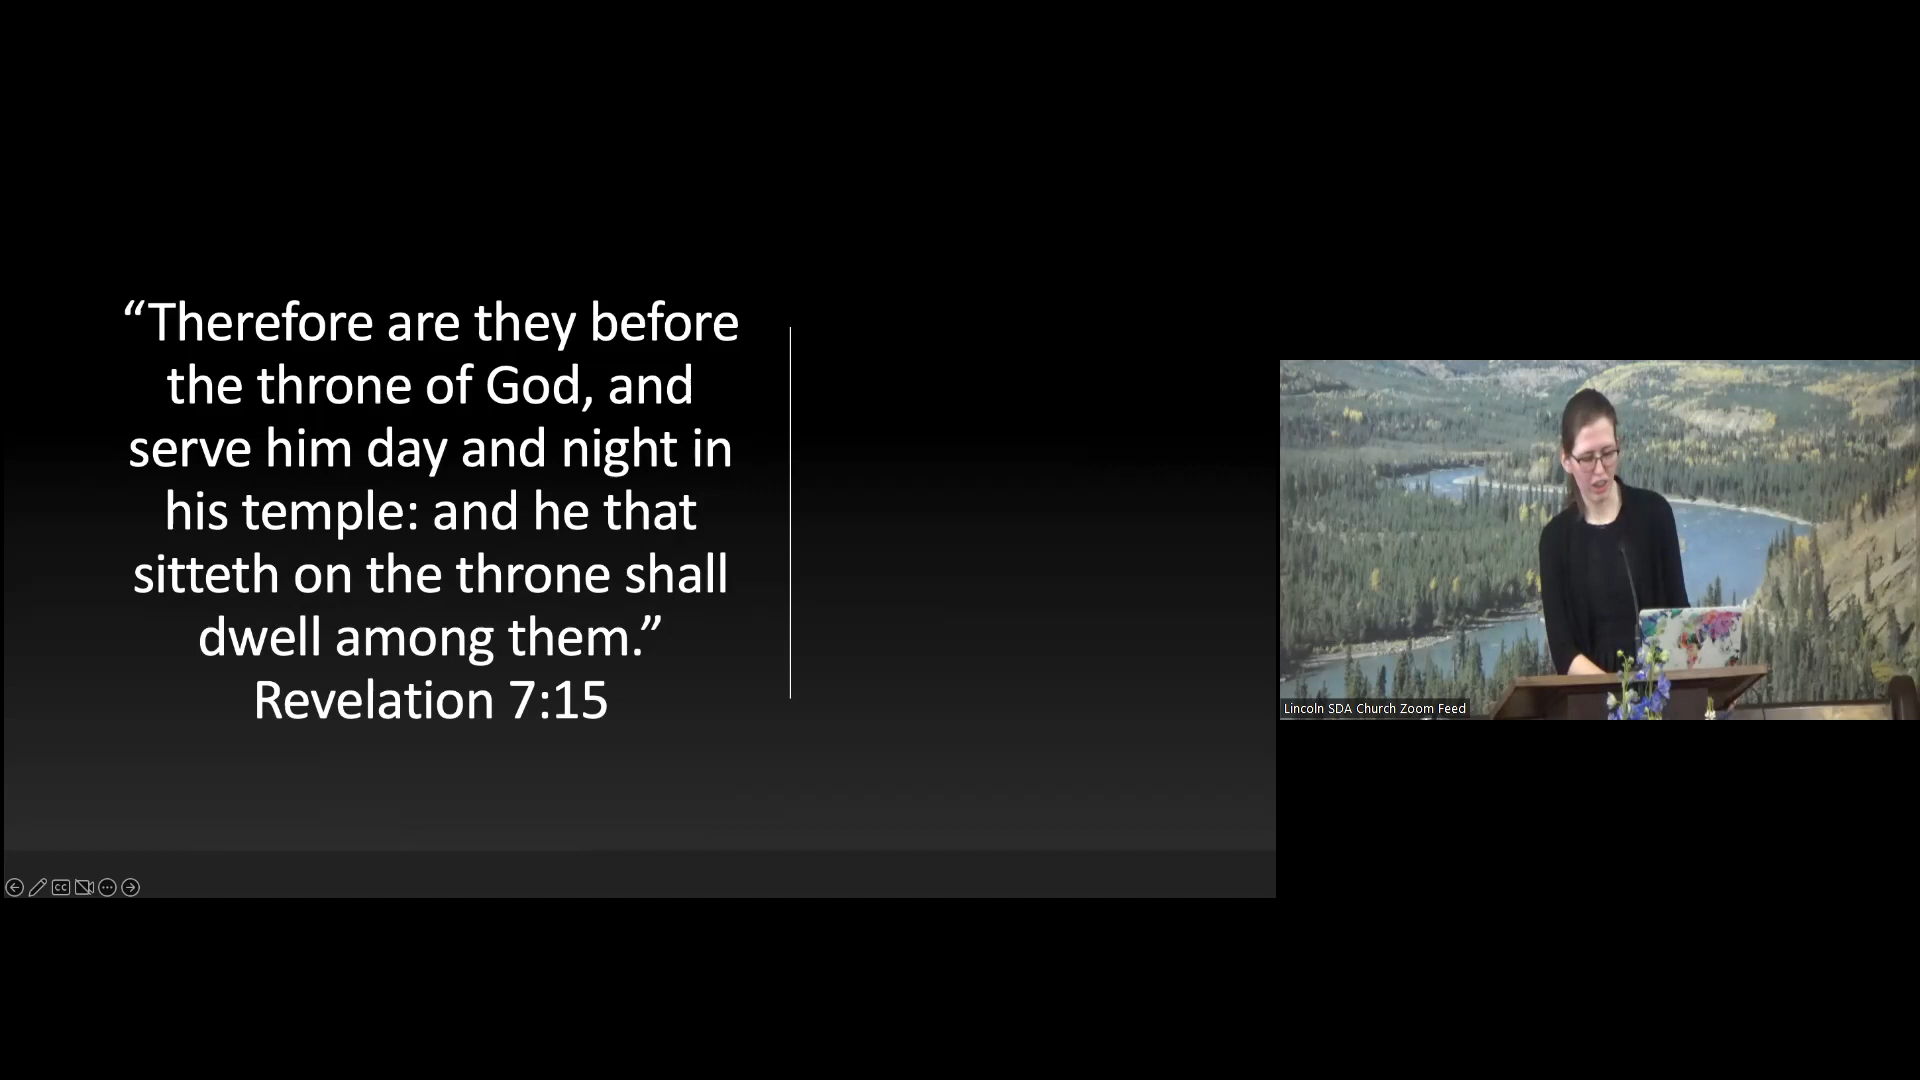 “Therefore are they before
the throne of God, and
serve him day and night in
his temple: and he that
sitteth on the throne shall
dwell among them.”
Revelation 7:15
CC
Lincoln SDA Church Zoom Feed